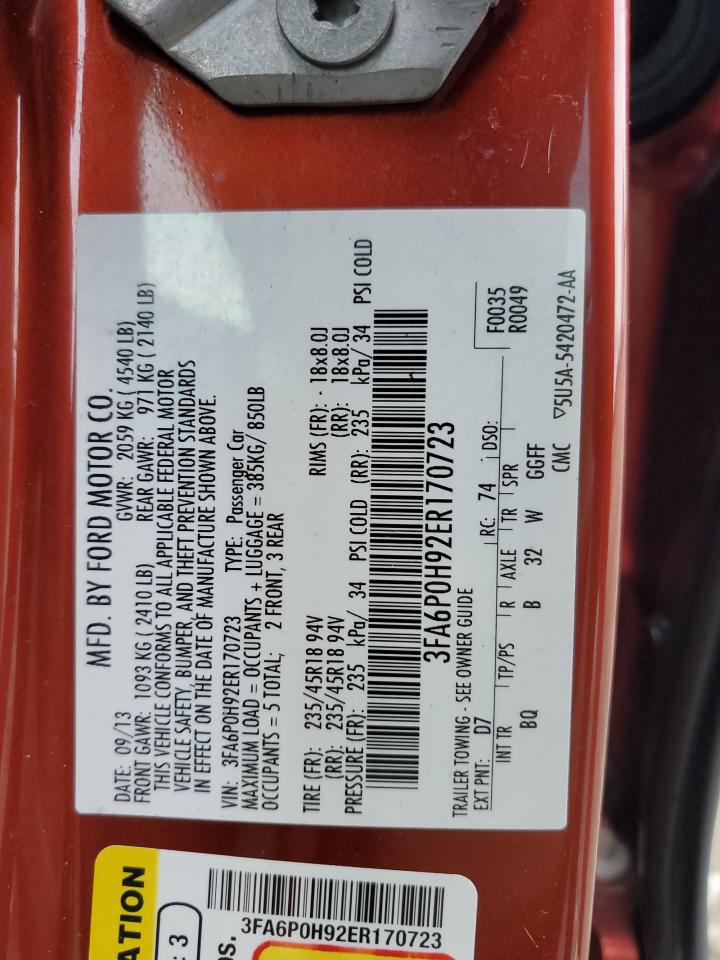 MFD. BY FORD MOTOR CO.
DATE: 09/13 GVWR: 2059 KG ( 4540 LB)
FRONT GAWR: 1093 KG ( 2410 LB) REAR GAWR: 971 KG ( 2140 LB)
THIS VEHICLE CONFORMS TO ALL APPLICABLE FEDERAL MOTOR
VEHICLE SAFETY, BUMPER, AND THEFT PREVENTION STANDARDS
IN EFFECT ON THE DATE OF MANUFACTURE SHOWN ABOVE.
VIN: 3FA6P0H92ER170723 TYPE: Passenger Car
MAXIMUM LOAD = OCCUPANTS + LUGGAGE = 385KG/ 850LB
OCCUPANTS = 5 TOTAL; 2 FRONT, 3 REAR
TIRE (FR): 235/45R18 94V RIMS (FR): - 18x8.0J
(RR): 235/45R18 94V (RR): 18x8.0J
PRESSURE (FR): 235 kPa/ 34 PSI COLD (RR): 235 kPa/ 34 PSI COLD
3FA6P0H92ER170723
TRAILER TOWING - SEE OWNER GUIDE F0035
EXT PNT: D7 RC: 74 DSO: R0049
INT TR TP/PS R AXLE TR SPR
BQ B 32 W GGFF
CMC ▽5U5A-5420472-AA
ATION
: 3
os.
3FA6P0H92ER170723